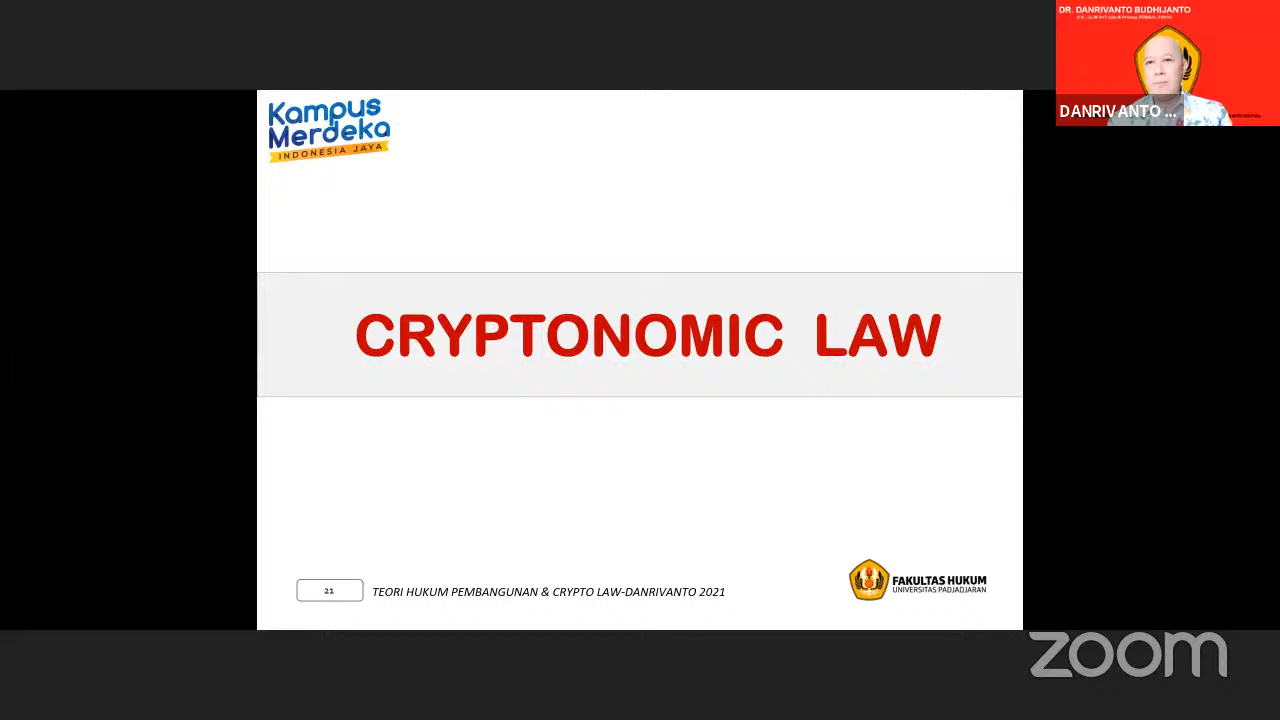 DR. DANRIVANTO BUDHIJANTO
DANRIVANTO ...
Kampus
Merdeka
INDONESIA JAYA
CRYPTONOMIC LAW
21
TEORI HUKUM PEMBANGUNAN & CRYPTO LAW-DANRIVANTO 2021
FAKULTAS HUKUM
UNIVERSITAS PADJADJARAN
zoom